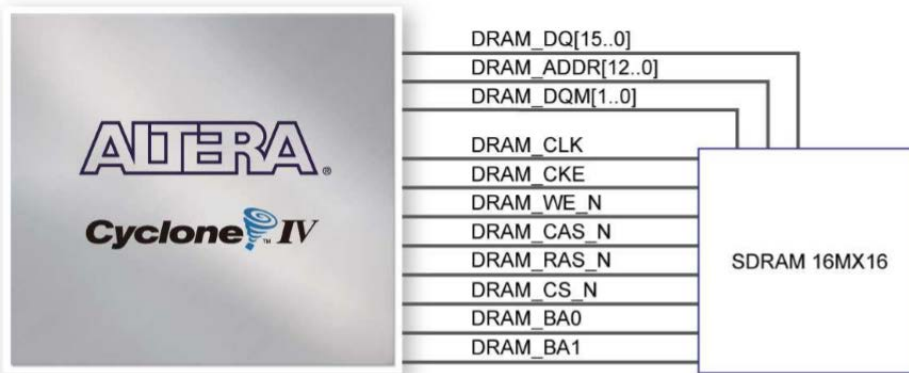 DRAM_DQ[15..0]
DRAM_ADDR[12..0]
DRAM_DQM[1..0]
DRAM_CLK
DRAM_CKE
DRAM_WE_N
DRAM_CAS_N
DRAM_RAS_N
DRAM_CS_N
DRAM_BA0
DRAM_BA1
ALTERA®
Cyclone™ IV
SDRAM 16MX16